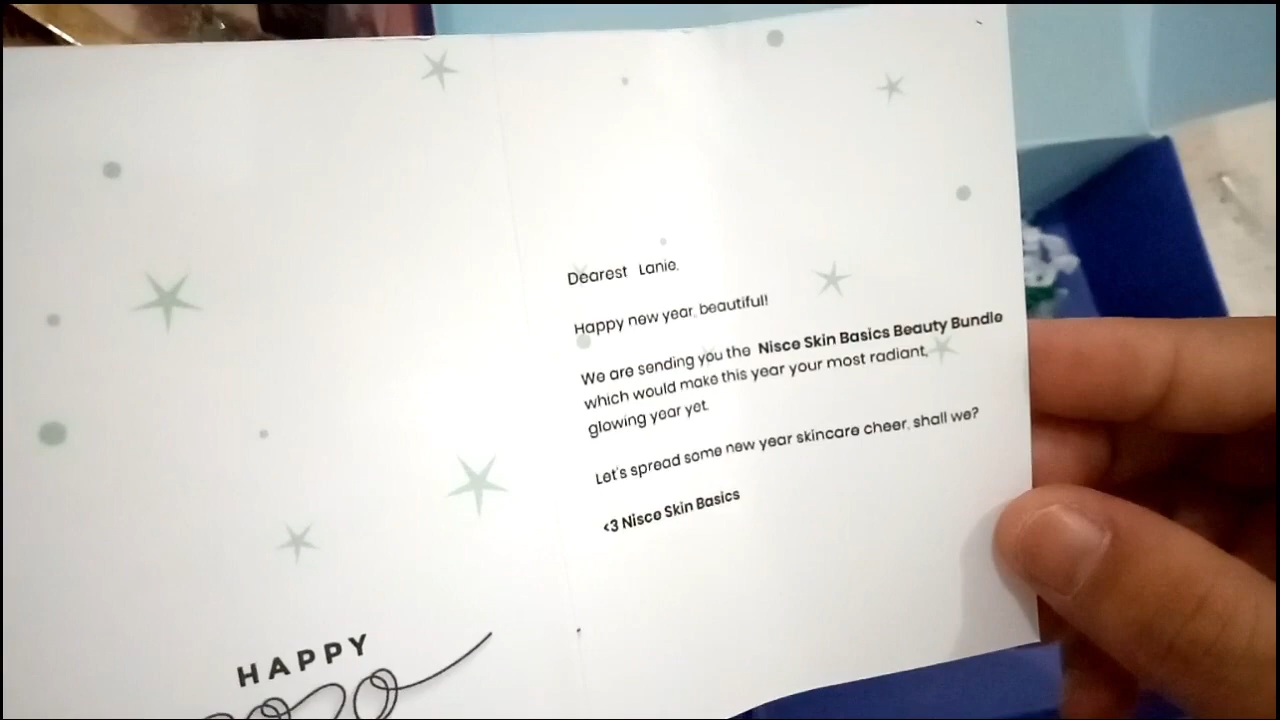 Dearest Lanie,
Happy new year, beautiful!
We are sending you the Nisce Skin Basics Beauty Bundle
which would make this year your most radiant,
glowing year yet.
Let's spread some new year skincare cheer, shall we?
<3 Nisce Skin Basics
HAPPY
2020